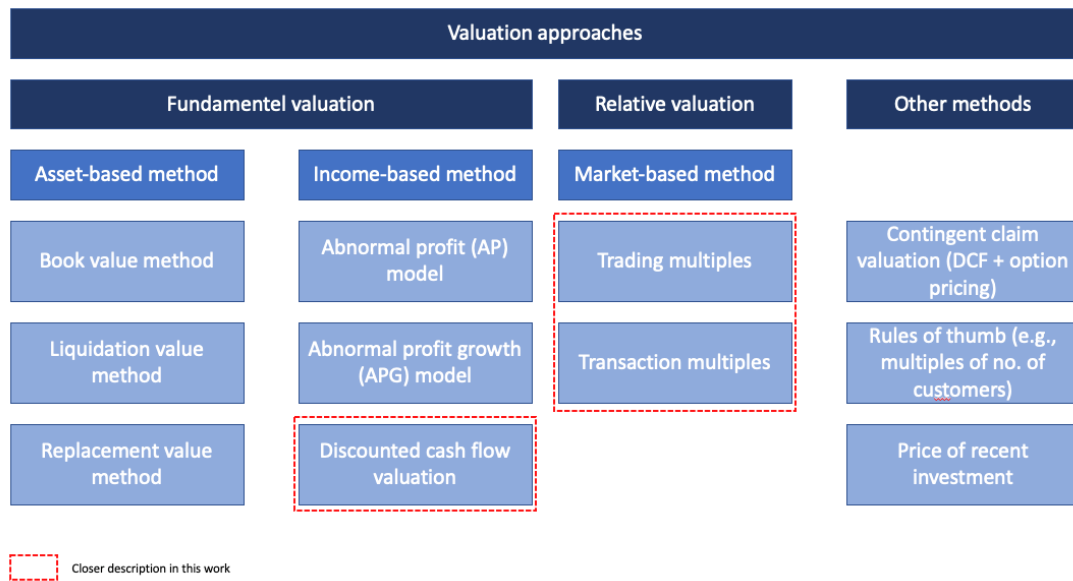 Valuation approaches
Fundamentel valuation
Relative valuation
Other methods
Asset-based method
Income-based method
Market-based method
Book value method
Abnormal profit (AP)
model
Trading multiples
Contingent claim
valuation (DCF + option
pricing)
Liquidation value
method
Abnormal profit growth
(APG) model
Transaction multiples
Rules of thumb (e.g.,
multiples of no. of
customers)
Replacement value
method
Discounted cash flow
valuation
Price of recent
investment
Closer description in this work